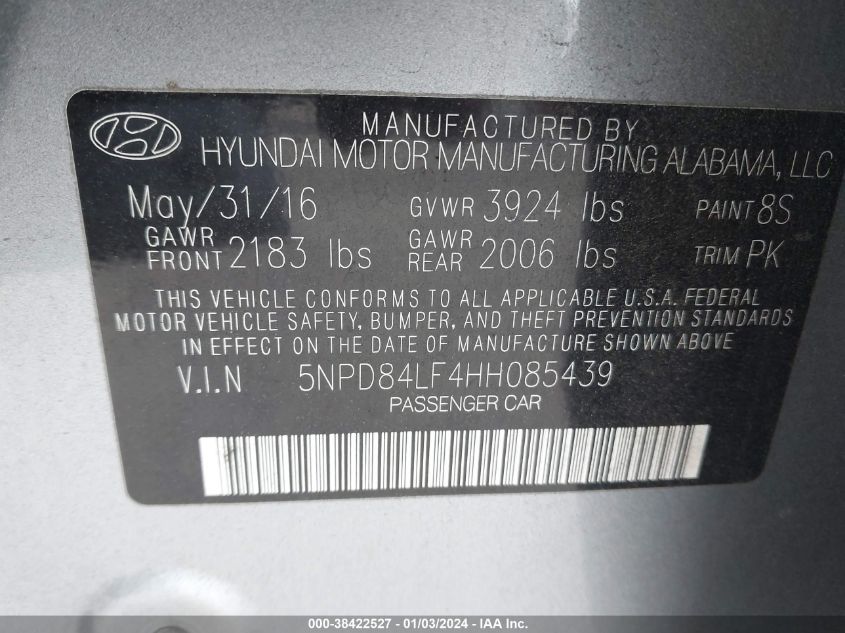 MANUFACTURED BY
HYUNDAI MOTOR MANUFACTURING ALABAMA, LLC
May/31/16 GVWR 3924 lbs PAINT 8S
GAWR FRONT 2183 lbs GAWR REAR 2006 lbs TRIM PK
THIS VEHICLE CONFORMS TO ALL APPLICABLE U.S.A. FEDERAL
MOTOR VEHICLE SAFETY, BUMPER, AND THEFT PREVENTION STANDARDS
IN EFFECT ON THE DATE OF MANUFACTURE SHOWN ABOVE.
V.I.N 5NPD84LF4HH085439
PASSENGER CAR
000-38422527 - 01/03/2024 - IAA Inc.